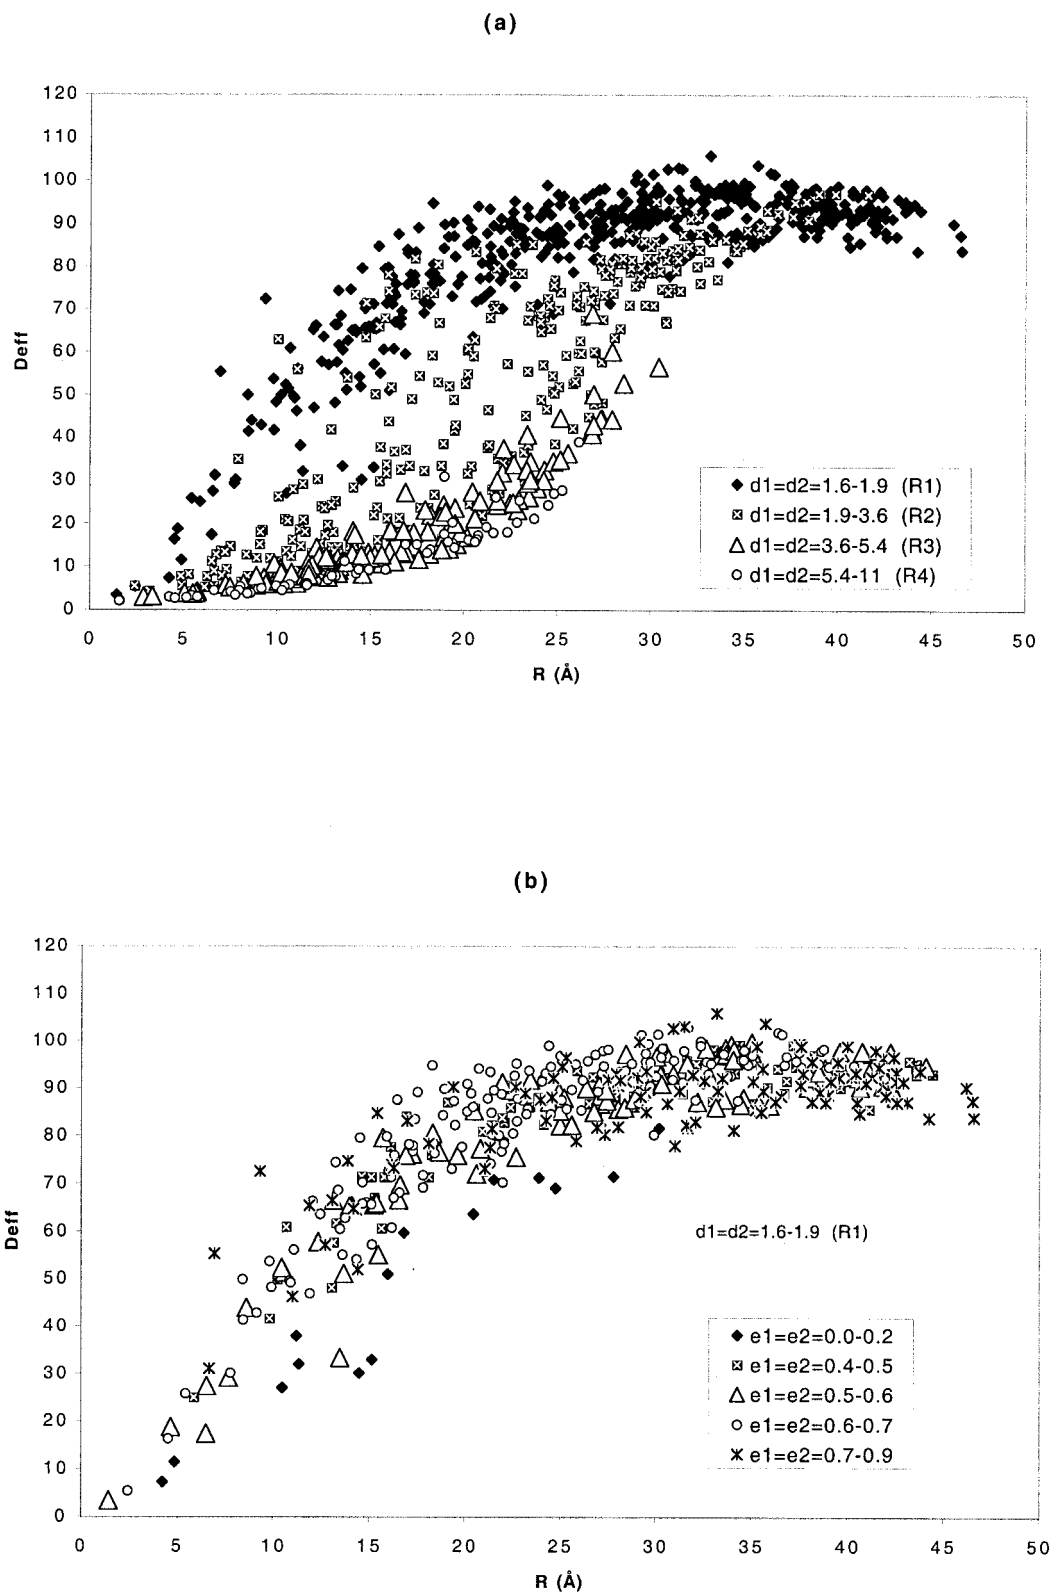 (a)
120
110
100
90
80
70
60
50
40
30
20
10
0
Deff
d1=d2=1.6-1.9 (R1)
d1=d2=1.9-3.6 (R2)
d1=d2=3.6-5.4 (R3)
d1=d2=5.4-11 (R4)
0 5 10 15 20 25 30 35 40 45 50
R (Å)
(b)
120
110
100
90
80
70
60
50
40
30
20
10
0
Deff
d1=d2=1.6-1.9 (R1)
e1=e2=0.0-0.2
e1=e2=0.4-0.5
e1=e2=0.5-0.6
e1=e2=0.6-0.7
e1=e2=0.7-0.9
0 5 10 15 20 25 30 35 40 45 50
R (Å)